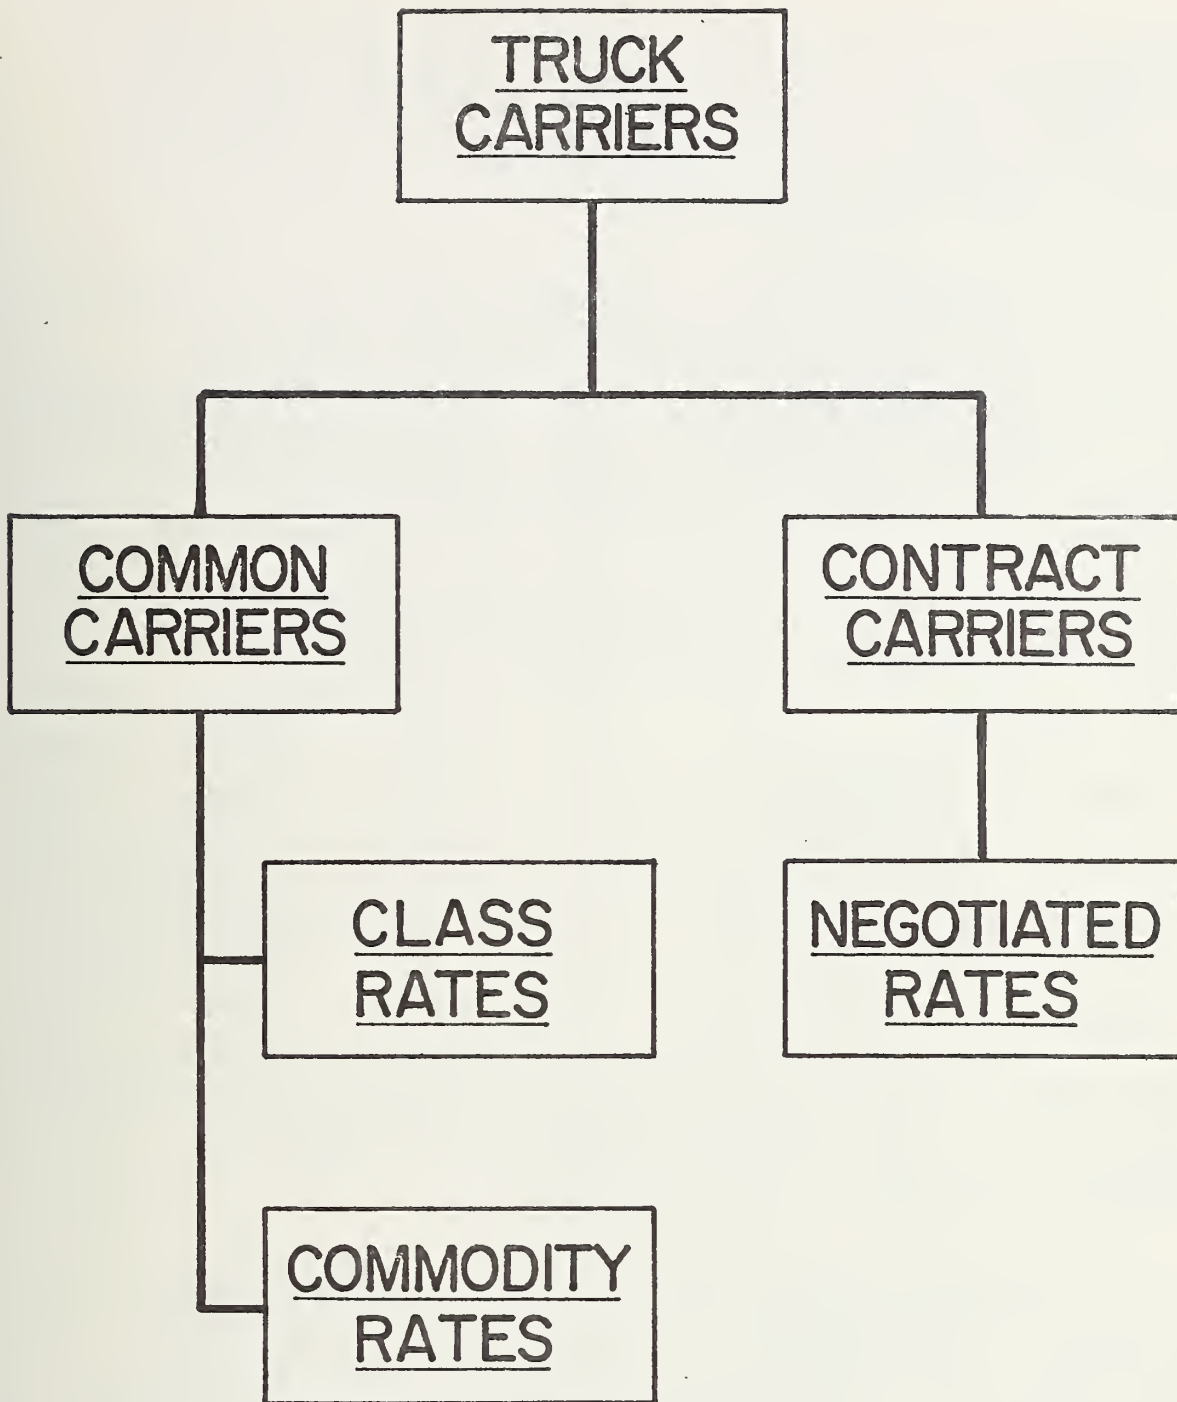 TRUCK
CARRIERS
COMMON
CARRIERS
CONTRACT
CARRIERS
CLASS
RATES
NEGOTIATED
RATES
COMMODITY
RATES